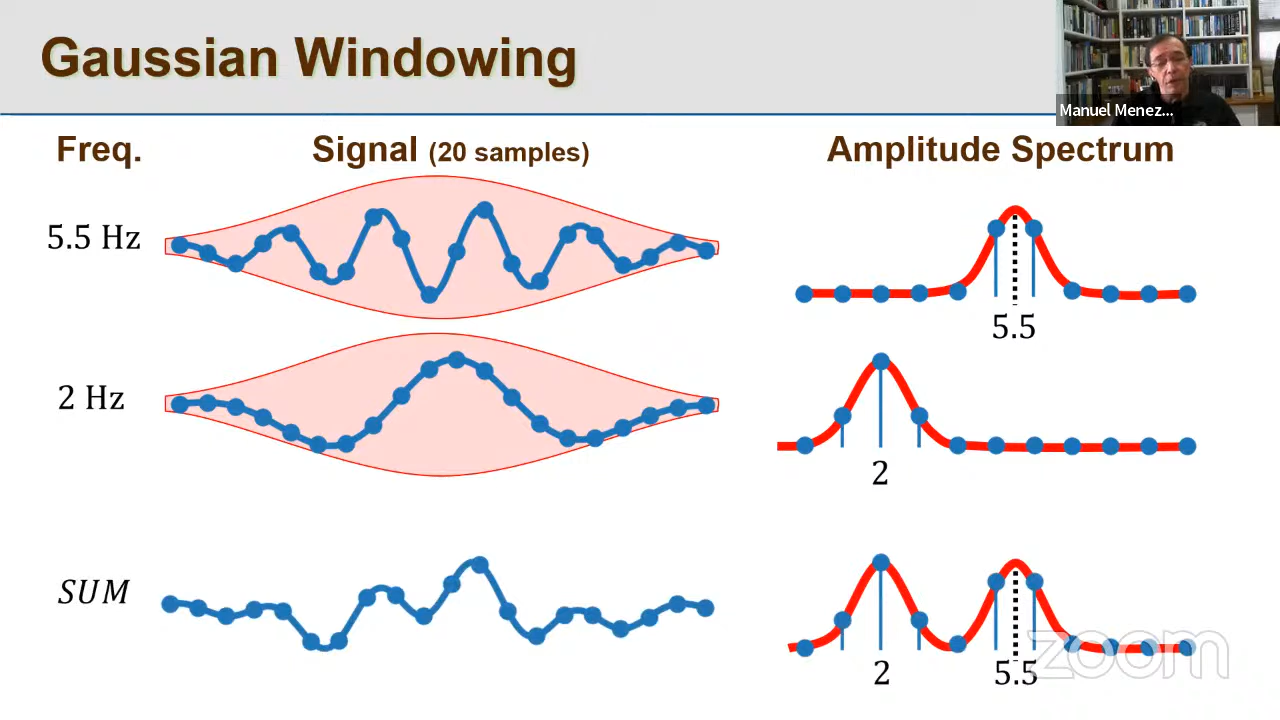 Gaussian Windowing
Manuel Menez...
Freq.
Signal (20 samples)
Amplitude Spectrum
5.5 Hz
5.5
2 Hz
2
SUM
2
5.5
zoom